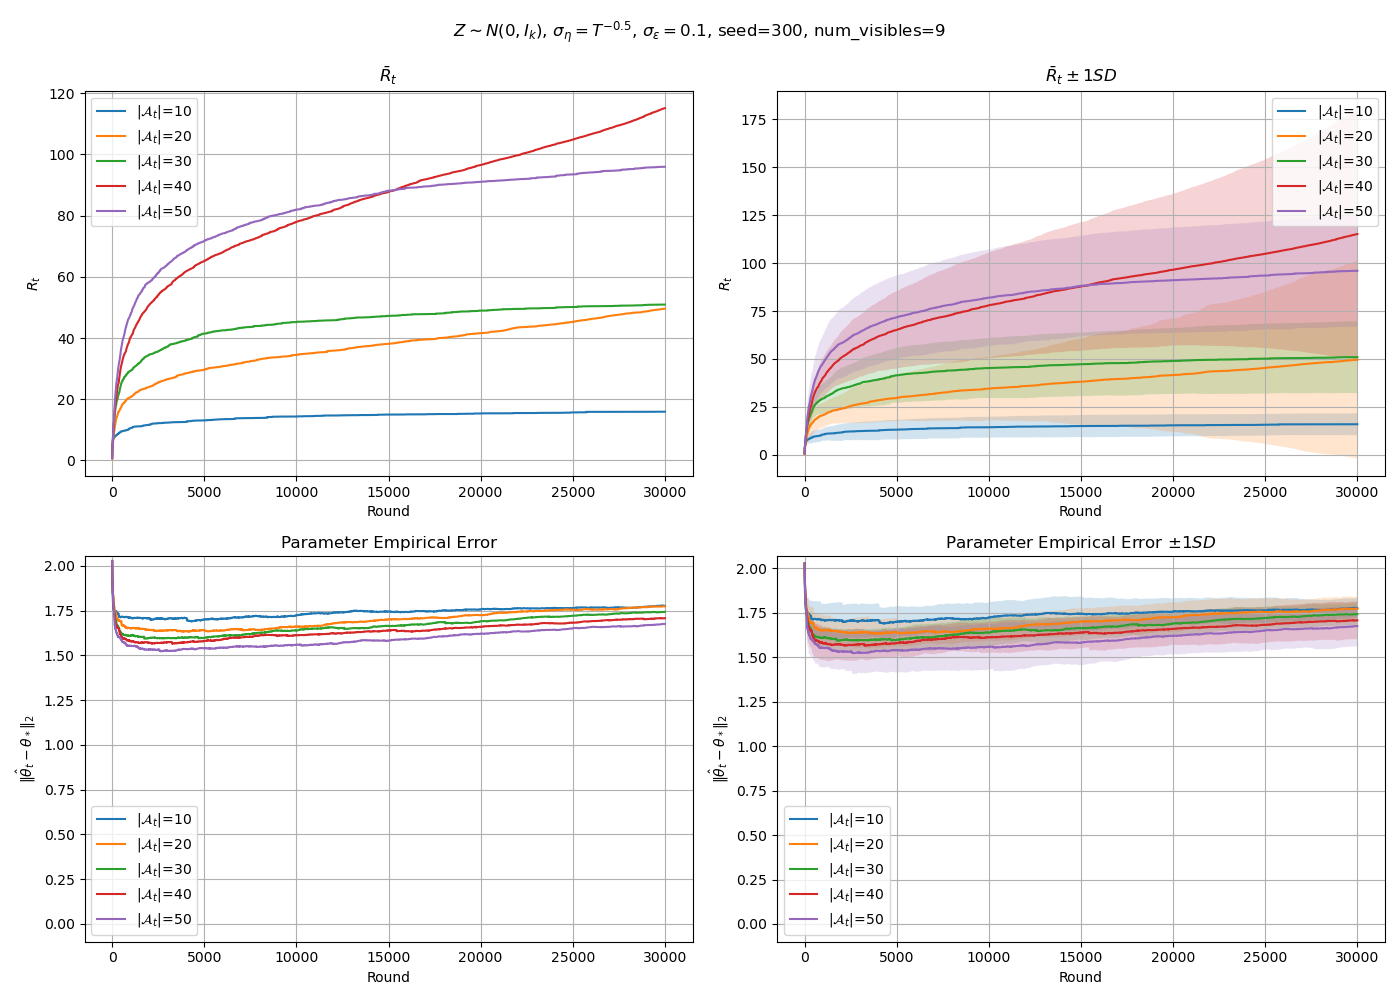 Z ∼ N(0, I_k), σ_η = T^{−0.5}, σ_ε = 0.1, seed=300, num_visibles=9
R̄_t
120
100
80
60
40
20
0
R_t
|𝒜_t|=10
|𝒜_t|=20
|𝒜_t|=30
|𝒜_t|=40
|𝒜_t|=50
0 5000 10000 15000 20000 25000 30000
Round
R̄_t ± 1SD
175
150
125
100
75
50
25
0
R_t
|𝒜_t|=10
|𝒜_t|=20
|𝒜_t|=30
|𝒜_t|=40
|𝒜_t|=50
0 5000 10000 15000 20000 25000 30000
Round
Parameter Empirical Error
2.00
1.75
1.50
1.25
1.00
0.75
0.50
0.25
0.00
‖θ̂_t − θ_*‖_2
|𝒜_t|=10
|𝒜_t|=20
|𝒜_t|=30
|𝒜_t|=40
|𝒜_t|=50
0 5000 10000 15000 20000 25000 30000
Round
Parameter Empirical Error ±1SD
2.00
1.75
1.50
1.25
1.00
0.75
0.50
0.25
0.00
‖θ̂_t − θ_*‖_2
|𝒜_t|=10
|𝒜_t|=20
|𝒜_t|=30
|𝒜_t|=40
|𝒜_t|=50
0 5000 10000 15000 20000 25000 30000
Round